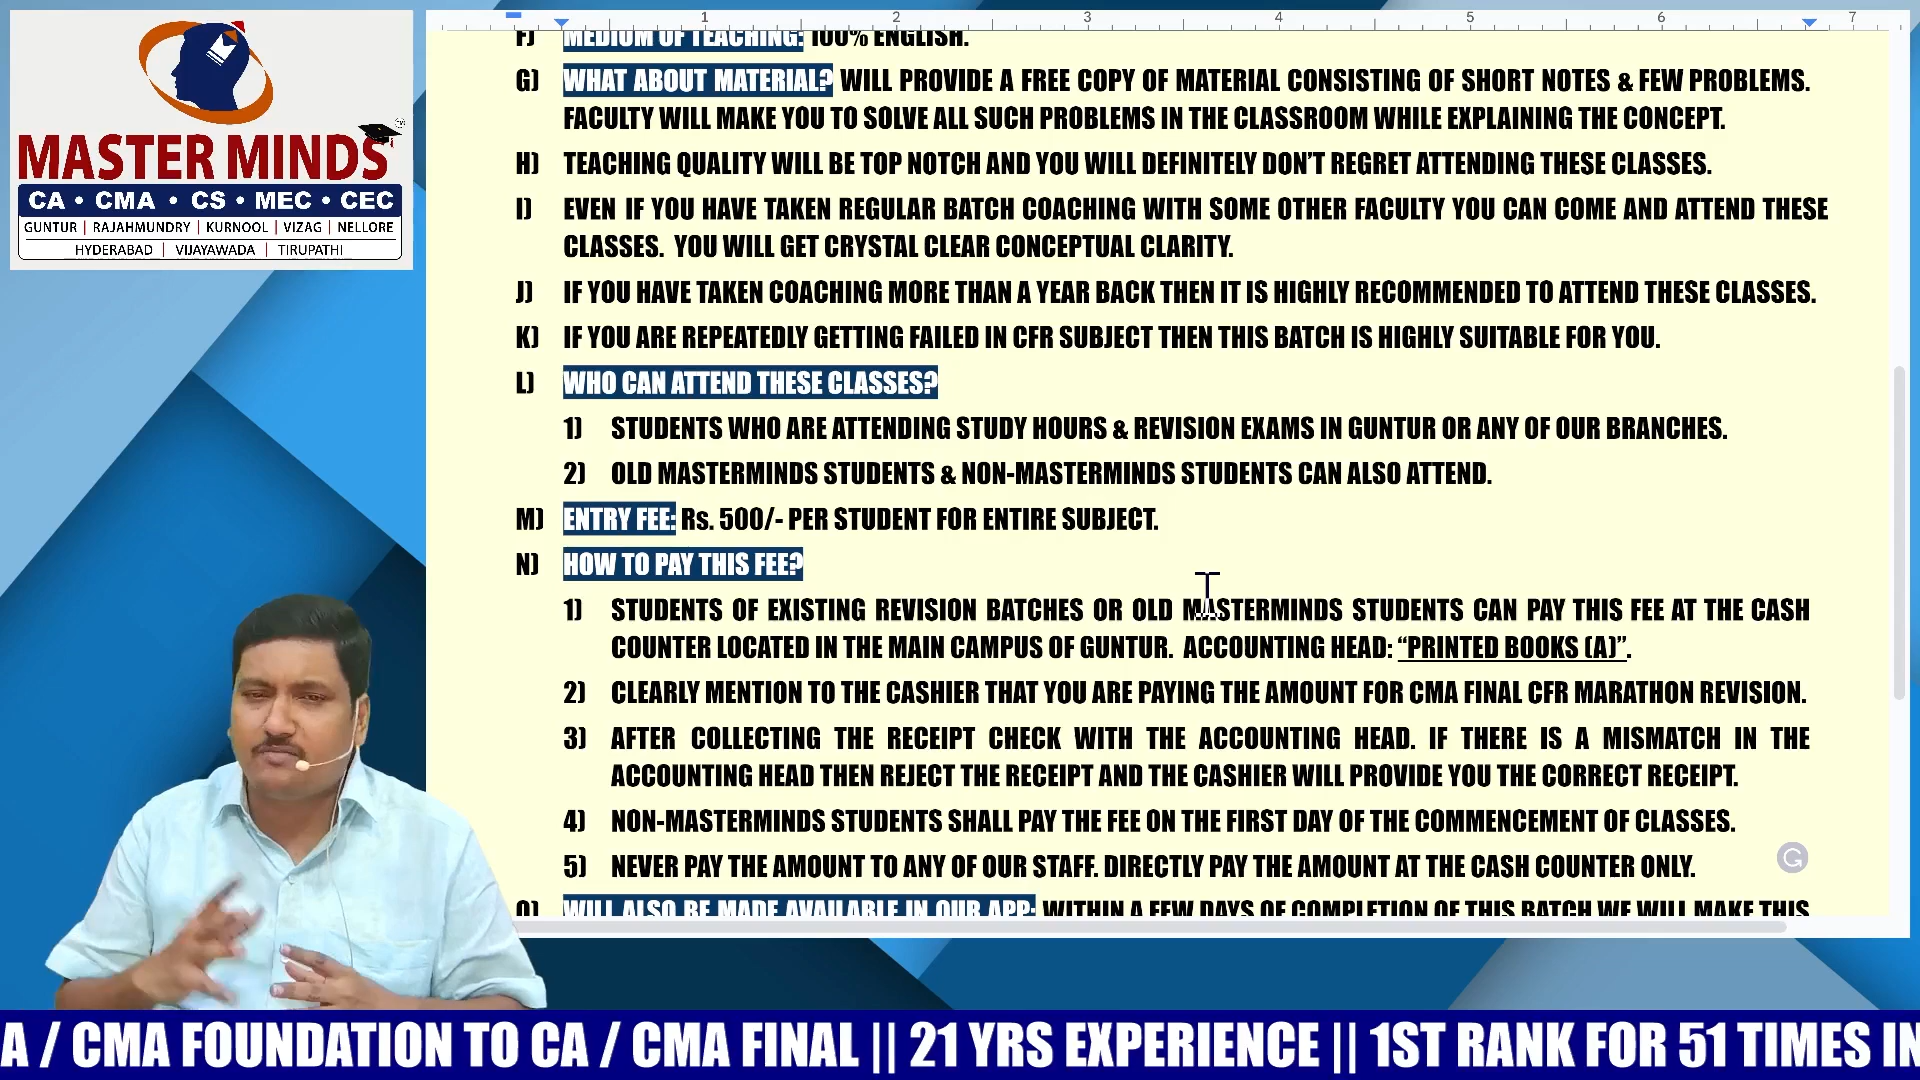 MASTER MINDS
CA • CMA • CS • MEC • CEC
GUNTUR | RAJAHMUNDRY | KURNOOL | VIZAG | NELLORE
HYDERABAD | VIJAYAWADA | TIRUPATHI
1 2 3 4 5 6 7
F) MEDIUM OF TEACHING: 100% ENGLISH.
G) WHAT ABOUT MATERIAL? WILL PROVIDE A FREE COPY OF MATERIAL CONSISTING OF SHORT NOTES & FEW PROBLEMS.
FACULTY WILL MAKE YOU TO SOLVE ALL SUCH PROBLEMS IN THE CLASSROOM WHILE EXPLAINING THE CONCEPT.
H) TEACHING QUALITY WILL BE TOP NOTCH AND YOU WILL DEFINITELY DON'T REGRET ATTENDING THESE CLASSES.
I) EVEN IF YOU HAVE TAKEN REGULAR BATCH COACHING WITH SOME OTHER FACULTY YOU CAN COME AND ATTEND THESE
CLASSES. YOU WILL GET CRYSTAL CLEAR CONCEPTUAL CLARITY.
J) IF YOU HAVE TAKEN COACHING MORE THAN A YEAR BACK THEN IT IS HIGHLY RECOMMENDED TO ATTEND THESE CLASSES.
K) IF YOU ARE REPEATEDLY GETTING FAILED IN CFR SUBJECT THEN THIS BATCH IS HIGHLY SUITABLE FOR YOU.
L) WHO CAN ATTEND THESE CLASSES?
1) STUDENTS WHO ARE ATTENDING STUDY HOURS & REVISION EXAMS IN GUNTUR OR ANY OF OUR BRANCHES.
2) OLD MASTERMINDS STUDENTS & NON-MASTERMINDS STUDENTS CAN ALSO ATTEND.
M) ENTRY FEE: Rs. 500/- PER STUDENT FOR ENTIRE SUBJECT.
N) HOW TO PAY THIS FEE?
1) STUDENTS OF EXISTING REVISION BATCHES OR OLD MASTERMINDS STUDENTS CAN PAY THIS FEE AT THE CASH
COUNTER LOCATED IN THE MAIN CAMPUS OF GUNTUR. ACCOUNTING HEAD: “PRINTED BOOKS (A)”.
2) CLEARLY MENTION TO THE CASHIER THAT YOU ARE PAYING THE AMOUNT FOR CMA FINAL CFR MARATHON REVISION.
3) AFTER COLLECTING THE RECEIPT CHECK WITH THE ACCOUNTING HEAD. IF THERE IS A MISMATCH IN THE
ACCOUNTING HEAD THEN REJECT THE RECEIPT AND THE CASHIER WILL PROVIDE YOU THE CORRECT RECEIPT.
4) NON-MASTERMINDS STUDENTS SHALL PAY THE FEE ON THE FIRST DAY OF THE COMMENCEMENT OF CLASSES.
5) NEVER PAY THE AMOUNT TO ANY OF OUR STAFF. DIRECTLY PAY THE AMOUNT AT THE CASH COUNTER ONLY.
O) WILL ALSO BE MADE AVAILABLE IN OUR APP: WITHIN A FEW DAYS OF COMPLETION OF THIS BATCH WE WILL MAKE THIS
A / CMA FOUNDATION TO CA / CMA FINAL || 21 YRS EXPERIENCE || 1ST RANK FOR 51 TIMES IN